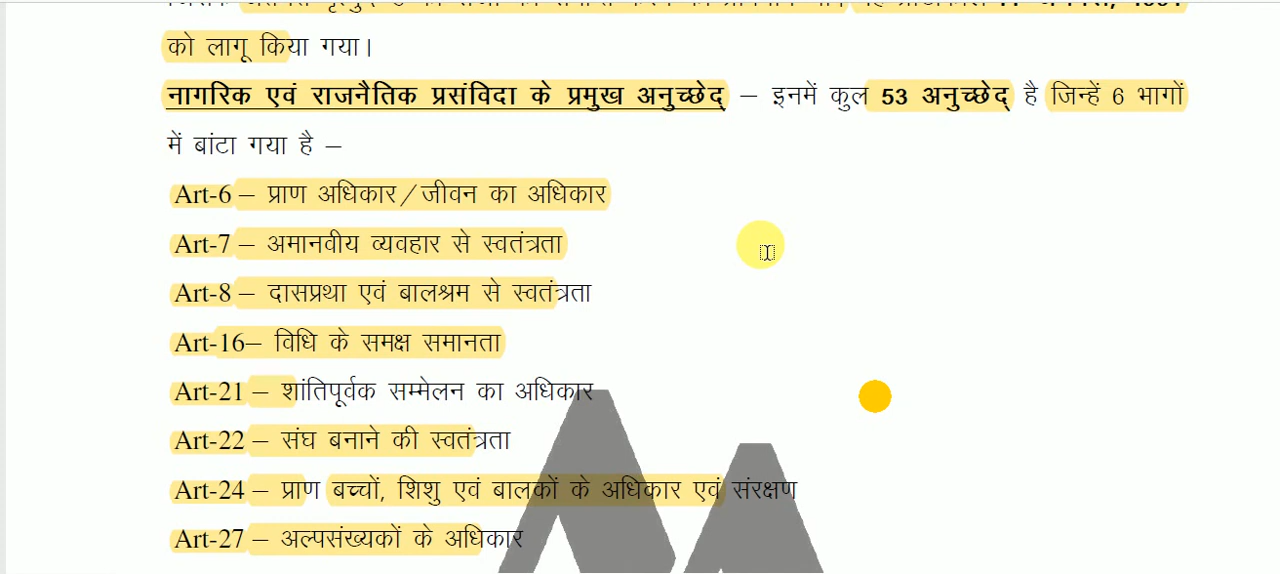 को लागू किया गया।
नागरिक एवं राजनैतिक प्रसंविदा के प्रमुख अनुच्छेद् – इनमें कुल 53 अनुच्छेद् है जिन्हें 6 भागों
में बांटा गया है –
Art-6 – प्राण अधिकार/जीवन का अधिकार
Art-7 – अमानवीय व्यवहार से स्वतंत्रता
Art-8 – दासप्रथा एवं बालश्रम से स्वतंत्रता
Art-16– विधि के समक्ष समानता
Art-21 – शांतिपूर्वक सम्मेलन का अधिकार
Art-22 – संघ बनाने की स्वतंत्रता
Art-24 – प्राण बच्चों, शिशु एवं बालकों के अधिकार एवं संरक्षण
Art-27 – अल्पसंख्यकों के अधिकार